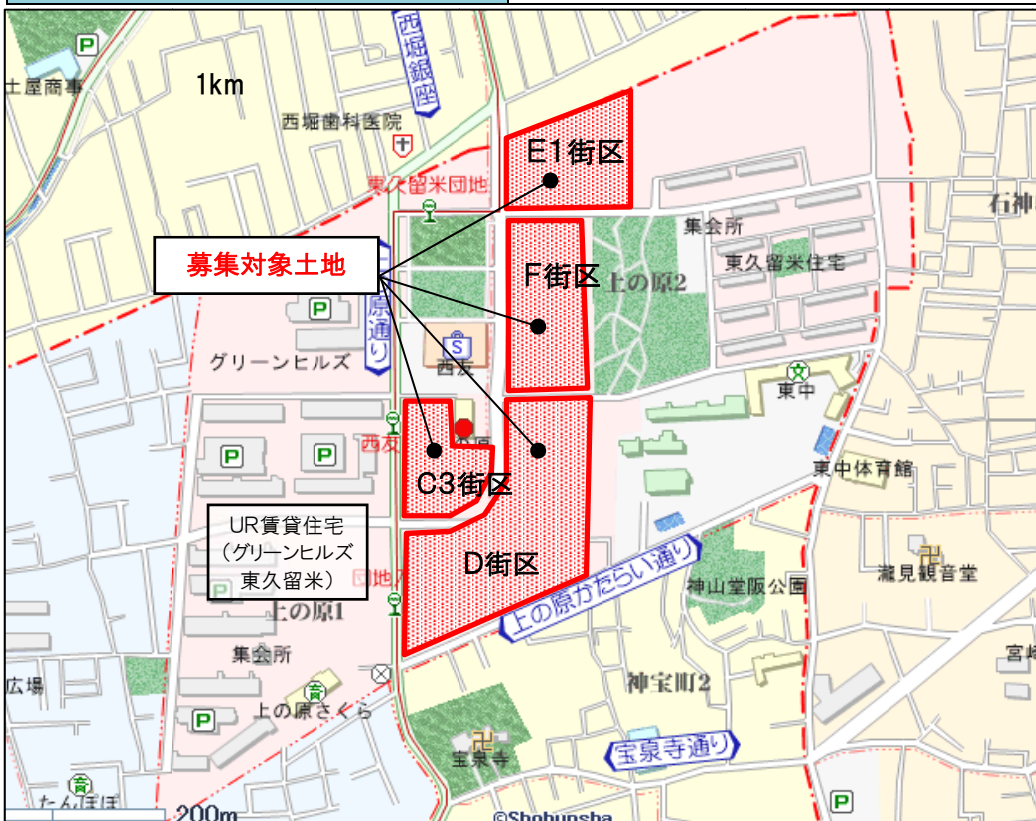 P
土屋商事
1km
西堀銀座
西堀歯科医院
E1街区
東久留米団地
石神
集会所
募集対象土地
F街区
上の原2
東久留米住宅
P
原通り
S
西友
グリーンヒルズ
文
東中
西友
P
P
C3街区
東中体育館
UR賃貸住宅
(グリーンヒルズ
東久留米)
D街区
上の原かたらい通り
神山堂阪公園
瀧見観音堂
団地
P
上の原1
集会所
広場
神宝町2
宮崎
育
上の原さくら
P
宝泉寺
宝泉寺通り
育
たんぽぽ
P
200m
©Shobunsha